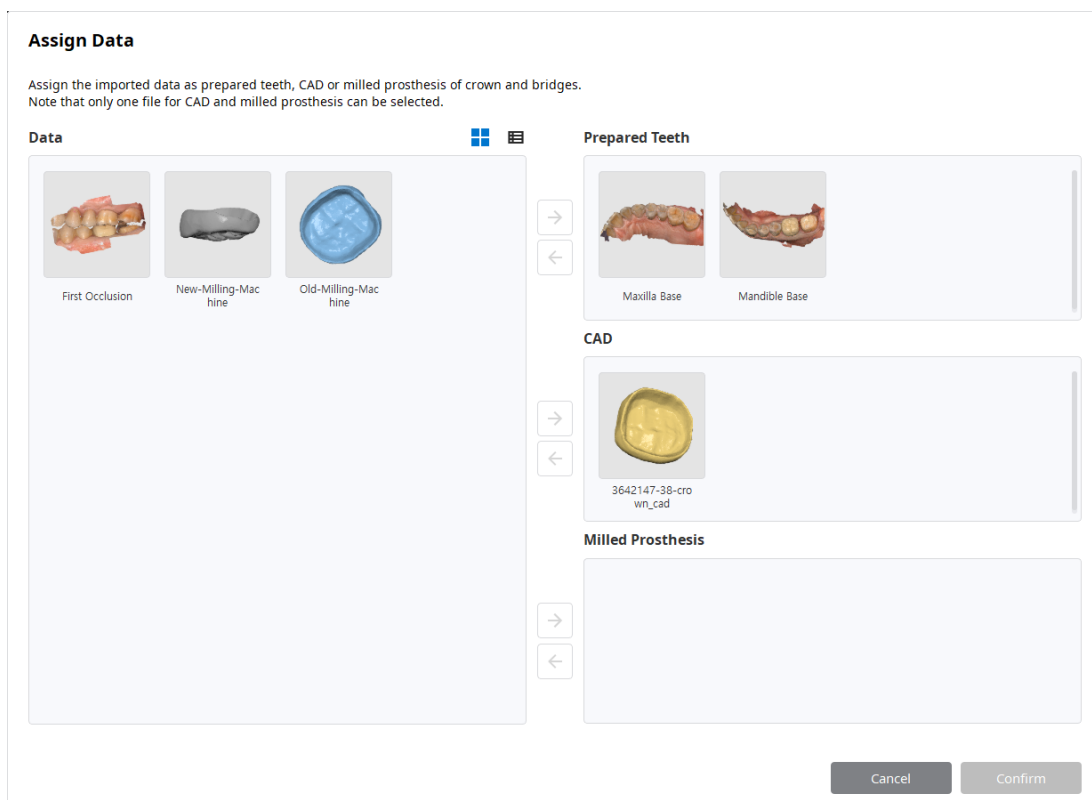 Assign Data
Assign the imported data as prepared teeth, CAD or milled prosthesis of crown and bridges.
Note that only one file for CAD and milled prosthesis can be selected.
Data
First Occlusion
New-Milling-Mac
hine
Old-Milling-Mac
hine
Prepared Teeth
Maxilla Base
Mandible Base
CAD
3642147-38-cro
wn_cad
Milled Prosthesis
Cancel
Confirm